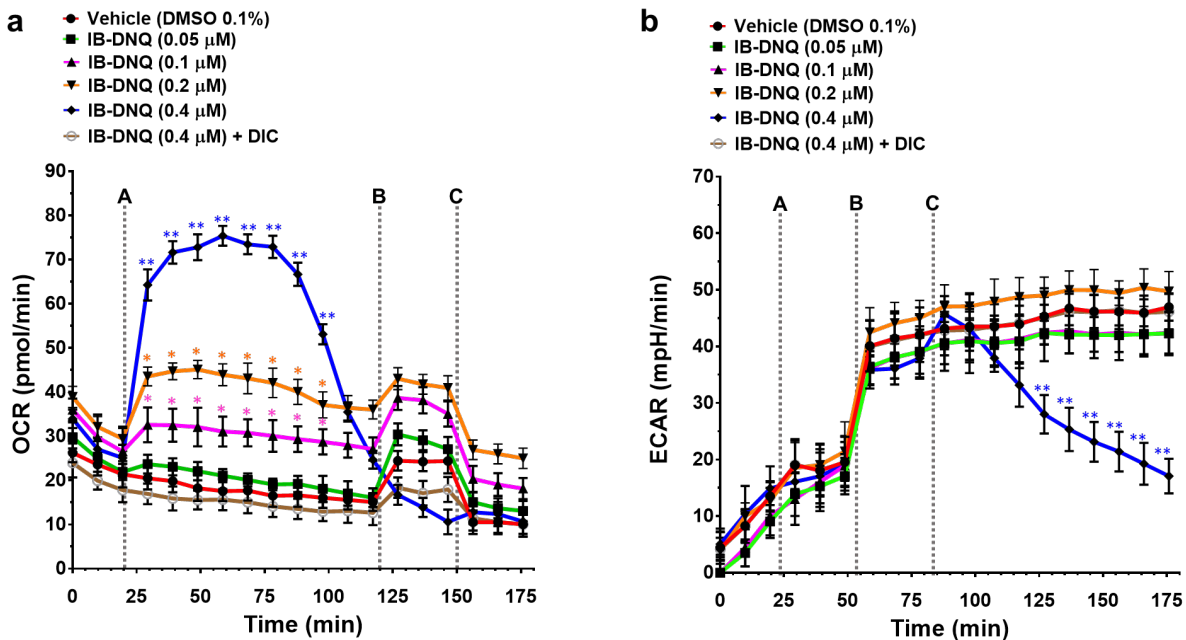 a
Vehicle (DMSO 0.1%)
IB-DNQ (0.05 μM)
IB-DNQ (0.1 μM)
IB-DNQ (0.2 μM)
IB-DNQ (0.4 μM)
IB-DNQ (0.4 μM) + DIC
90
80
70
60
50
40
30
20
10
0
OCR (pmol/min)
A
B
C
** ** ** ** ** ** ** **
* * * * * * * *
* * * * * * * *
0 25 50 75 100 125 150 175
Time (min)
b
Vehicle (DMSO 0.1%)
IB-DNQ (0.05 μM)
IB-DNQ (0.1 μM)
IB-DNQ (0.2 μM)
IB-DNQ (0.4 μM)
IB-DNQ (0.4 μM) + DIC
70
60
50
40
30
20
10
0
ECAR (mpH/min)
A
B
C
** ** ** ** ** **
0 25 50 75 100 125 150 175
Time (min)